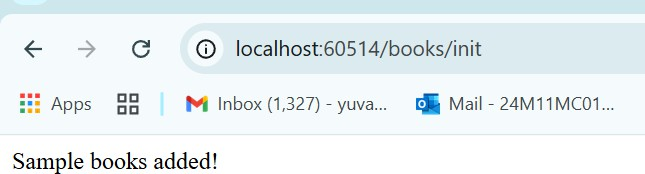 localhost:60514/books/init
Apps Inbox (1,327) - yuva... Mail - 24M11MC01...
Sample books added!